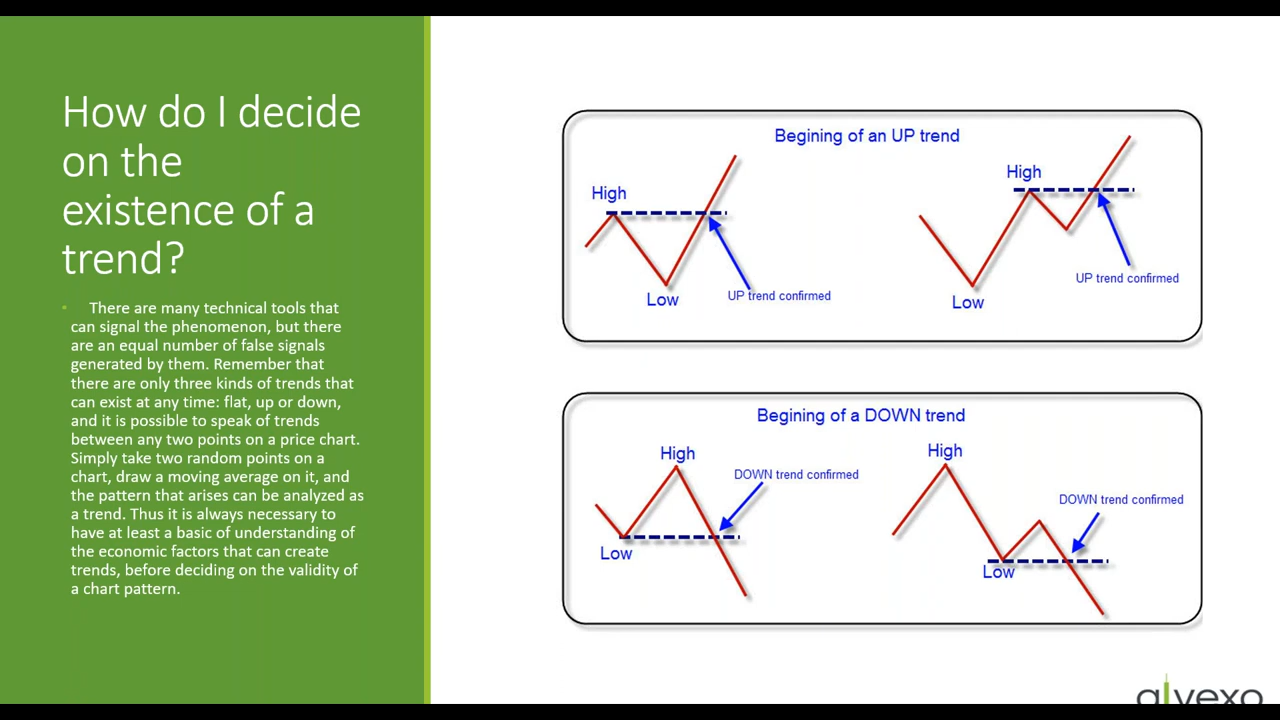 How do I decide
on the
existence of a
trend?
• There are many technical tools that
can signal the phenomenon, but there
are an equal number of false signals
generated by them. Remember that
there are only three kinds of trends that
can exist at any time: flat, up or down,
and it is possible to speak of trends
between any two points on a price chart.
Simply take two random points on a
chart, draw a moving average on it, and
the pattern that arises can be analyzed as
a trend. Thus it is always necessary to
have at least a basic of understanding of
the economic factors that can create
trends, before deciding on the validity of
a chart pattern.
Begining of an UP trend
High
Low
UP trend confirmed
High
Low
UP trend confirmed
Begining of a DOWN trend
High
Low
DOWN trend confirmed
High
Low
DOWN trend confirmed
alvexo